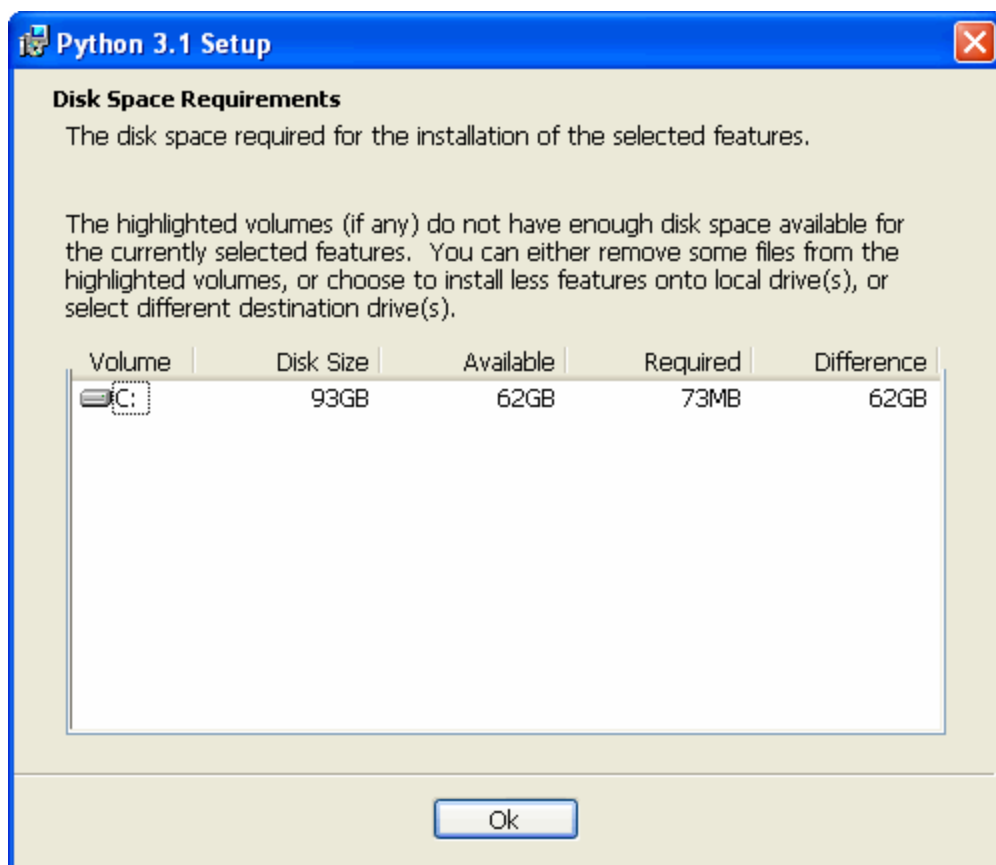 Python 3.1 Setup
Disk Space Requirements
The disk space required for the installation of the selected features.
The highlighted volumes (if any) do not have enough disk space available for
the currently selected features.  You can either remove some files from the
highlighted volumes, or choose to install less features onto local drive(s), or
select different destination drive(s).
Volume Disk Size Available Required Difference
C: 93GB 62GB 73MB 62GB
Ok